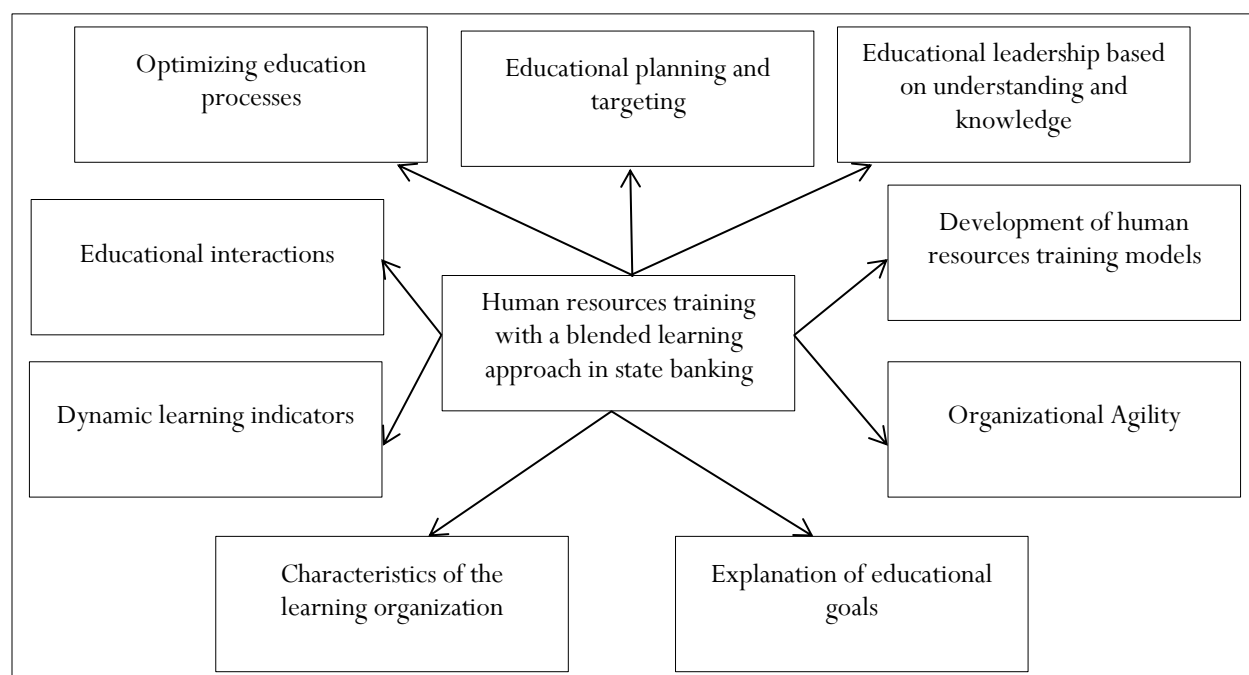 Optimizing education
processes
Educational planning and
targeting
Educational leadership based
on understanding and
knowledge
Educational interactions
Development of human
resources training models
Human resources training
with a blended learning
approach in state banking
Dynamic learning indicators
Organizational Agility
Characteristics of the
learning organization
Explanation of educational
goals